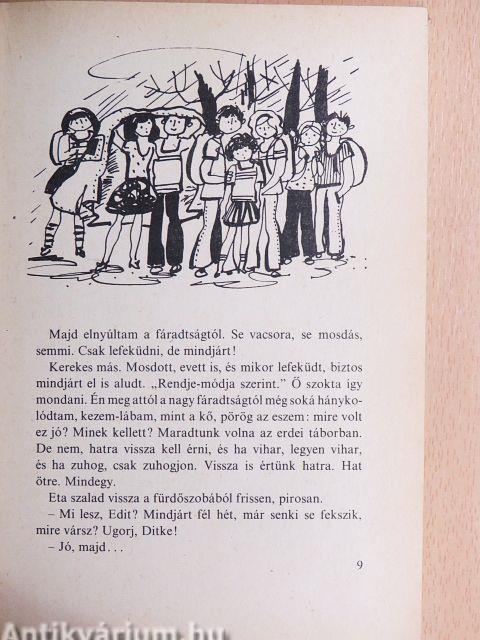 Majd elnyúltam a fáradtságtól. Se vacsora, se mosdás,
semmi. Csak lefeküdni, de mindjárt!
Kerekes más. Mosdott, evett is, és mikor lefeküdt, biztos
mindjárt el is aludt. „Rendje-módja szerint." Ő szokta így
mondani. Én meg attól a nagy fáradtságtól még soká hányko-
lódtam, kezem-lábam, mint a kő, pörög az eszem: mire volt
ez jó? Minek kellett? Maradtunk volna az erdei táborban.
De nem, hatra vissza kell érni, és ha vihar, legyen vihar,
és ha zuhog, csak zuhogjon. Vissza is értünk hatra. Hat
ötre. Mindegy.
Eta szalad vissza a fürdőszobából frissen, pirosan.
– Mi lesz, Edit? Mindjárt fél hét, már senki se fekszik,
mire vársz? Ugorj, Ditke!
– Jó, majd...
9
Antikvárium.hu